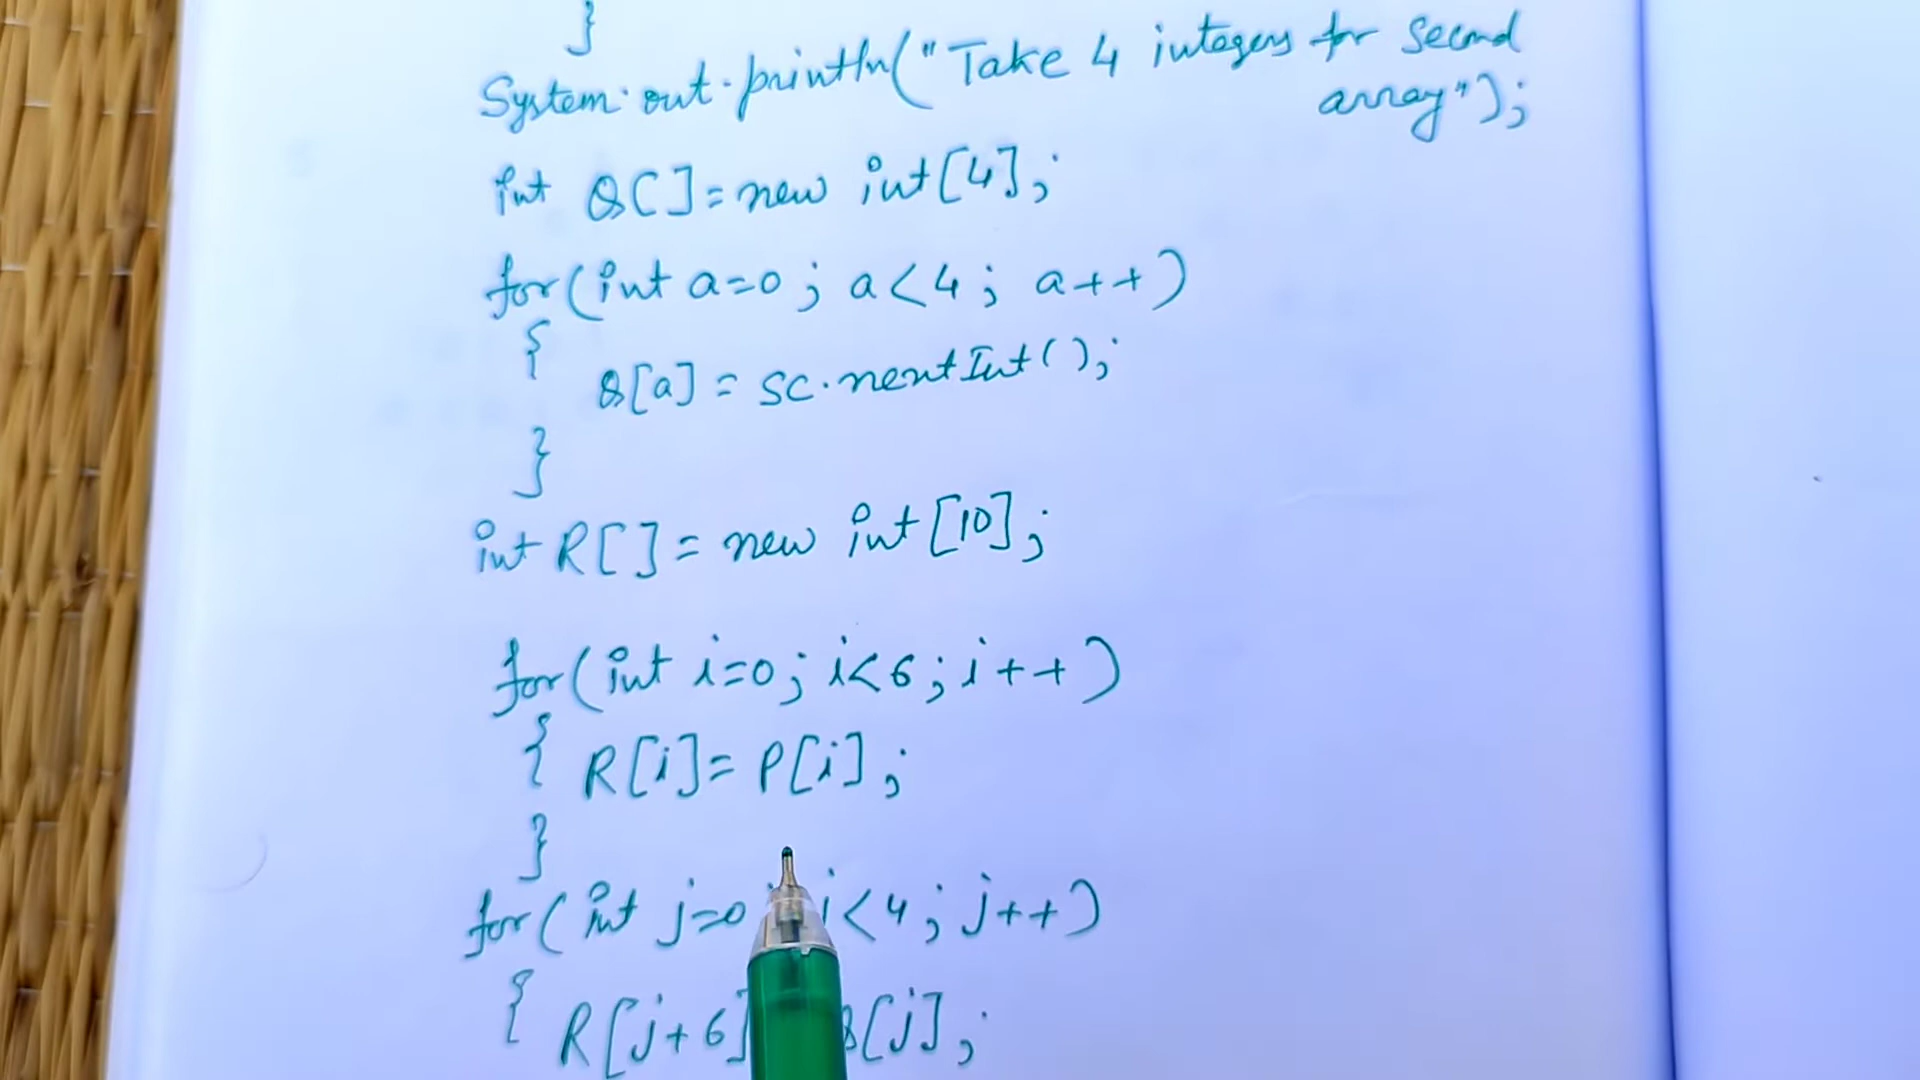 }
System.out.println("Take 4 integers for second
array");
int Q[]=new int[4];
for(int a=0; a<4; a++)
{
Q[a] = sc.nextInt();
}
int R[]= new int[10];
for(int i=0; i<6; i++)
{ R[i]= P[i];
}
for(int j=0 j<4; j++)
{ R[j+6] Q[j];